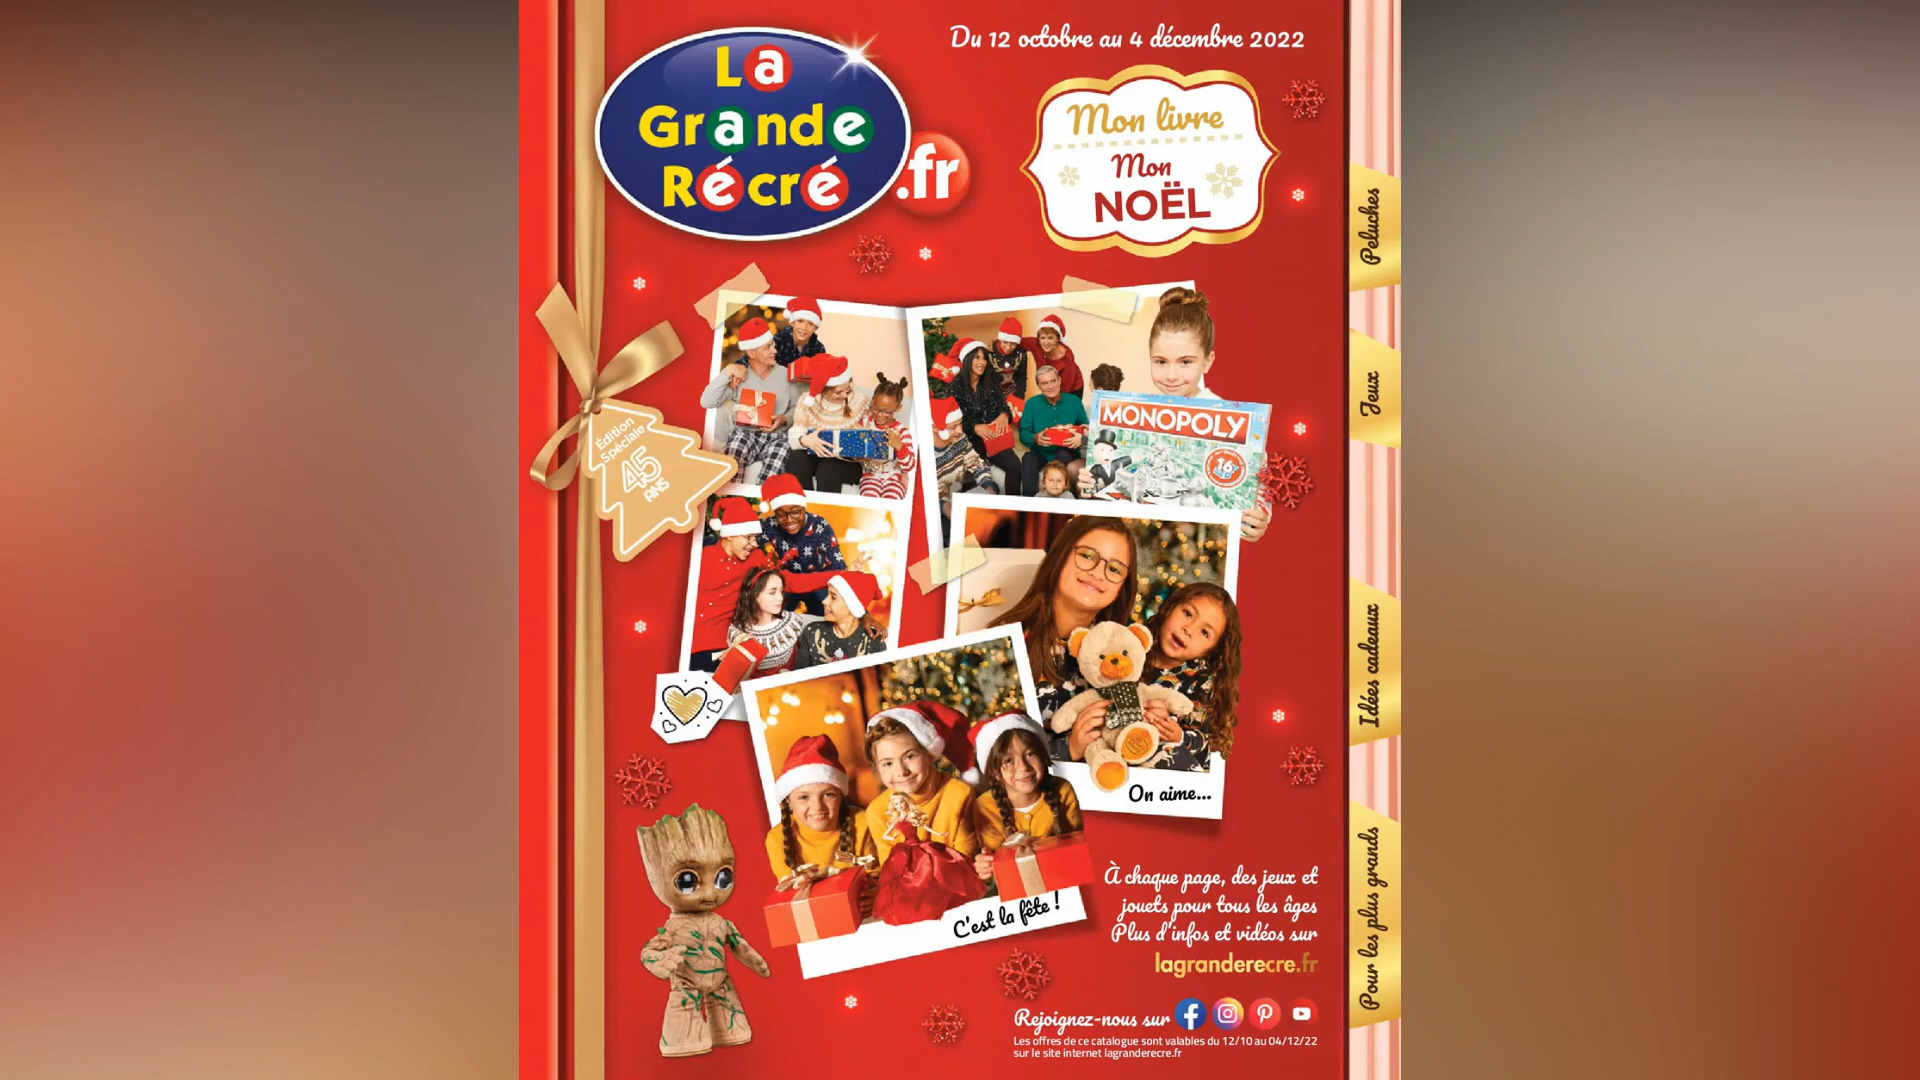 Du 12 octobre au 4 décembre 2022
La
Grande
Récré
.fr
Mon livre
Mon
NOËL
Peluches
Jeux
Idées cadeaux
Pour les plus grands
Édition
Spéciale
45
ANS
MONOPOLY
16
On aime...
C'est la fête !
À chaque page, des jeux et
jouets pour tous les âges
Plus d'infos et vidéos sur
lagranderecre.fr
Rejoignez-nous sur
Les offres de ce catalogue sont valables du 12/10 au 04/12/22
sur le site internet lagranderecre.fr